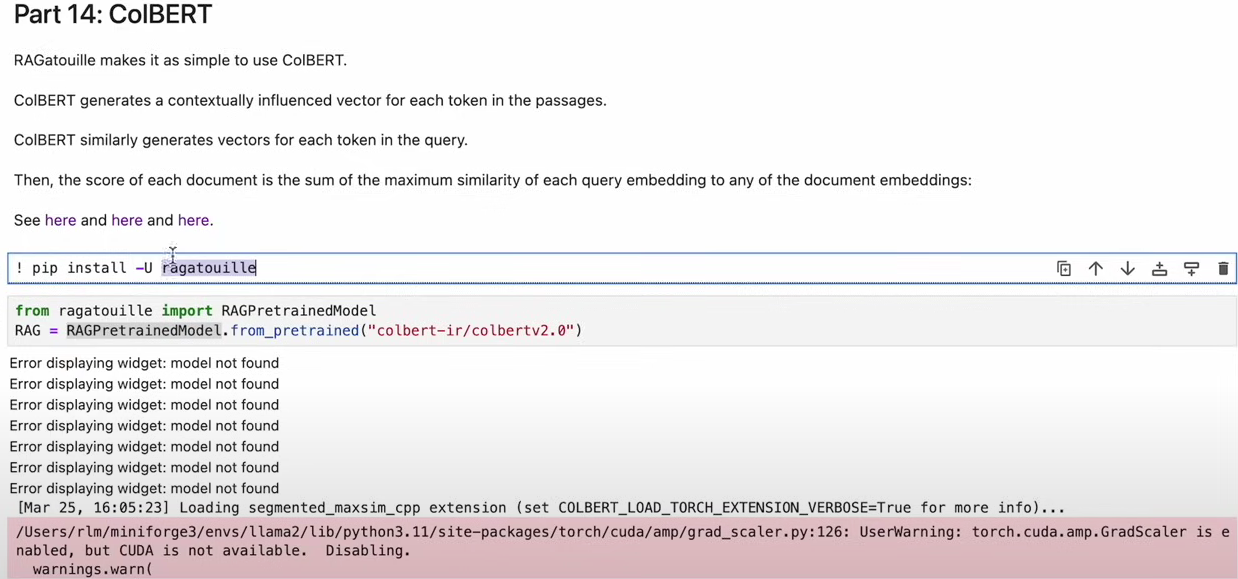 Part 14: ColBERT
RAGatouille makes it as simple to use ColBERT.
ColBERT generates a contextually influenced vector for each token in the passages.
ColBERT similarly generates vectors for each token in the query.
Then, the score of each document is the sum of the maximum similarity of each query embedding to any of the document embeddings:
See here and here and here.
! pip install -U ragatouille
from ragatouille import RAGPretrainedModel
RAG = RAGPretrainedModel.from_pretrained("colbert-ir/colbertv2.0")
Error displaying widget: model not found
Error displaying widget: model not found
Error displaying widget: model not found
Error displaying widget: model not found
Error displaying widget: model not found
Error displaying widget: model not found
Error displaying widget: model not found
[Mar 25, 16:05:23] Loading segmented_maxsim_cpp extension (set COLBERT_LOAD_TORCH_EXTENSION_VERBOSE=True for more info)...
/Users/rlm/miniforge3/envs/llama2/lib/python3.11/site-packages/torch/cuda/amp/grad_scaler.py:126: UserWarning: torch.cuda.amp.GradScaler is e
nabled, but CUDA is not available.  Disabling.
  warnings.warn(